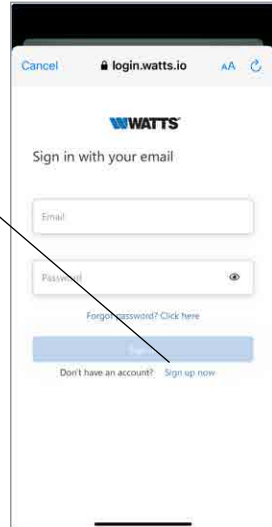 Cancel login.watts.io AA
WATTS
Sign in with your email
Email
Password
Forgot password? Click here
Sign in
Don't have an account? Sign up now